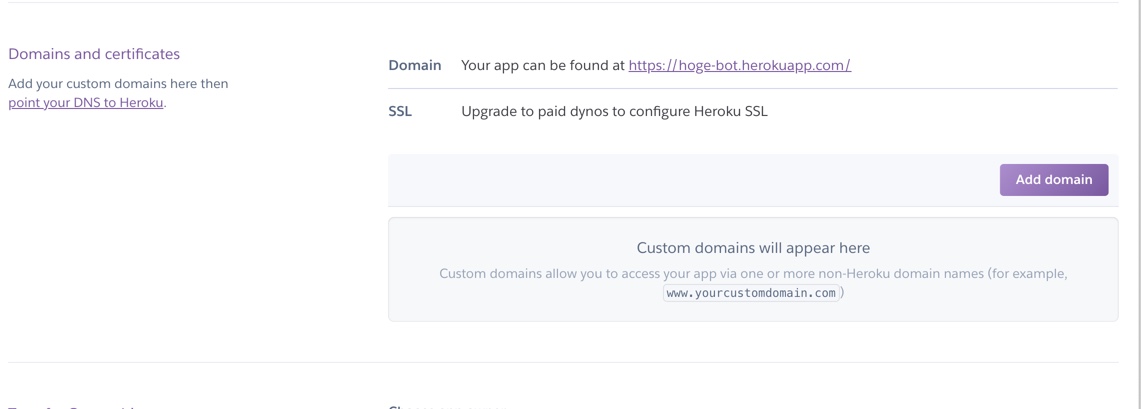 Domains and certificates
Add your custom domains here then
point your DNS to Heroku.
Domain Your app can be found at https://hoge-bot.herokuapp.com/
SSL Upgrade to paid dynos to configure Heroku SSL
Add domain
Custom domains will appear here
Custom domains allow you to access your app via one or more non-Heroku domain names (for example,
www.yourcustomdomain.com)